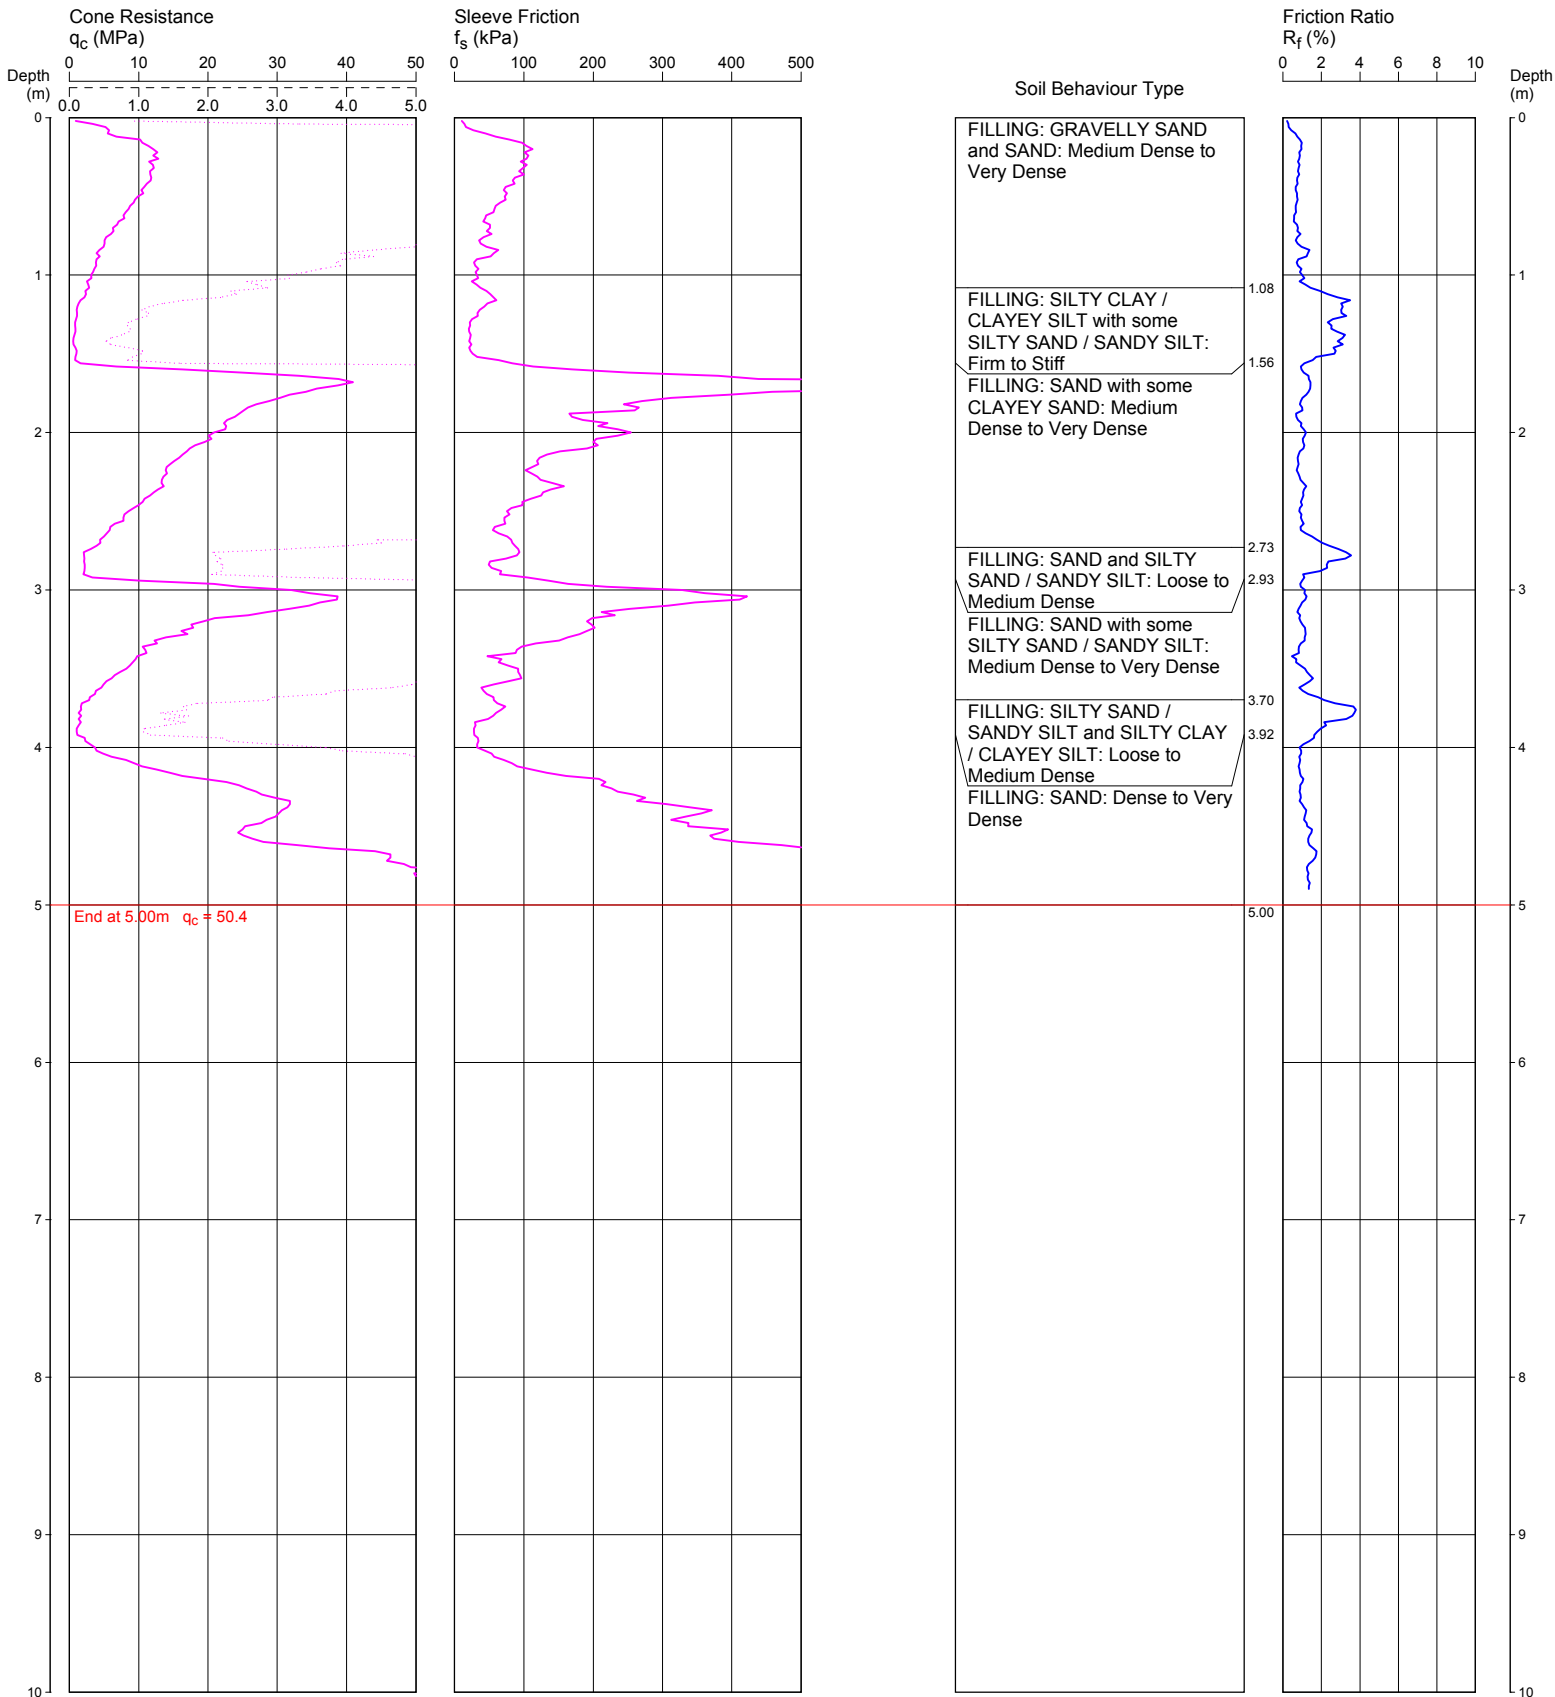 Cone Resistance
q_c (MPa)
Sleeve Friction
f_s (kPa)
Friction Ratio
R_f (%)
Depth
(m)
0 10 20 30 40 50
0.0 1.0 2.0 3.0 4.0 5.0
0 100 200 300 400 500
Soil Behaviour Type
0 2 4 6 8 10
Depth
(m)
0
FILLING: GRAVELLY SAND
and SAND: Medium Dense to
Very Dense
0
1
1.08
1
FILLING: SILTY CLAY /
CLAYEY SILT with some
SILTY SAND / SANDY SILT:
Firm to Stiff
1.56
FILLING: SAND with some
CLAYEY SAND: Medium
Dense to Very Dense
2
2
2.73
FILLING: SAND and SILTY
SAND / SANDY SILT: Loose to
Medium Dense
2.93
3
3
FILLING: SAND with some
SILTY SAND / SANDY SILT:
Medium Dense to Very Dense
3.70
FILLING: SILTY SAND /
SANDY SILT and SILTY CLAY
/ CLAYEY SILT: Loose to
Medium Dense
3.92
4
4
FILLING: SAND: Dense to Very
Dense
5
End at 5.00m q_c = 50.4
5.00
5
6
6
7
7
8
8
9
9
10
10